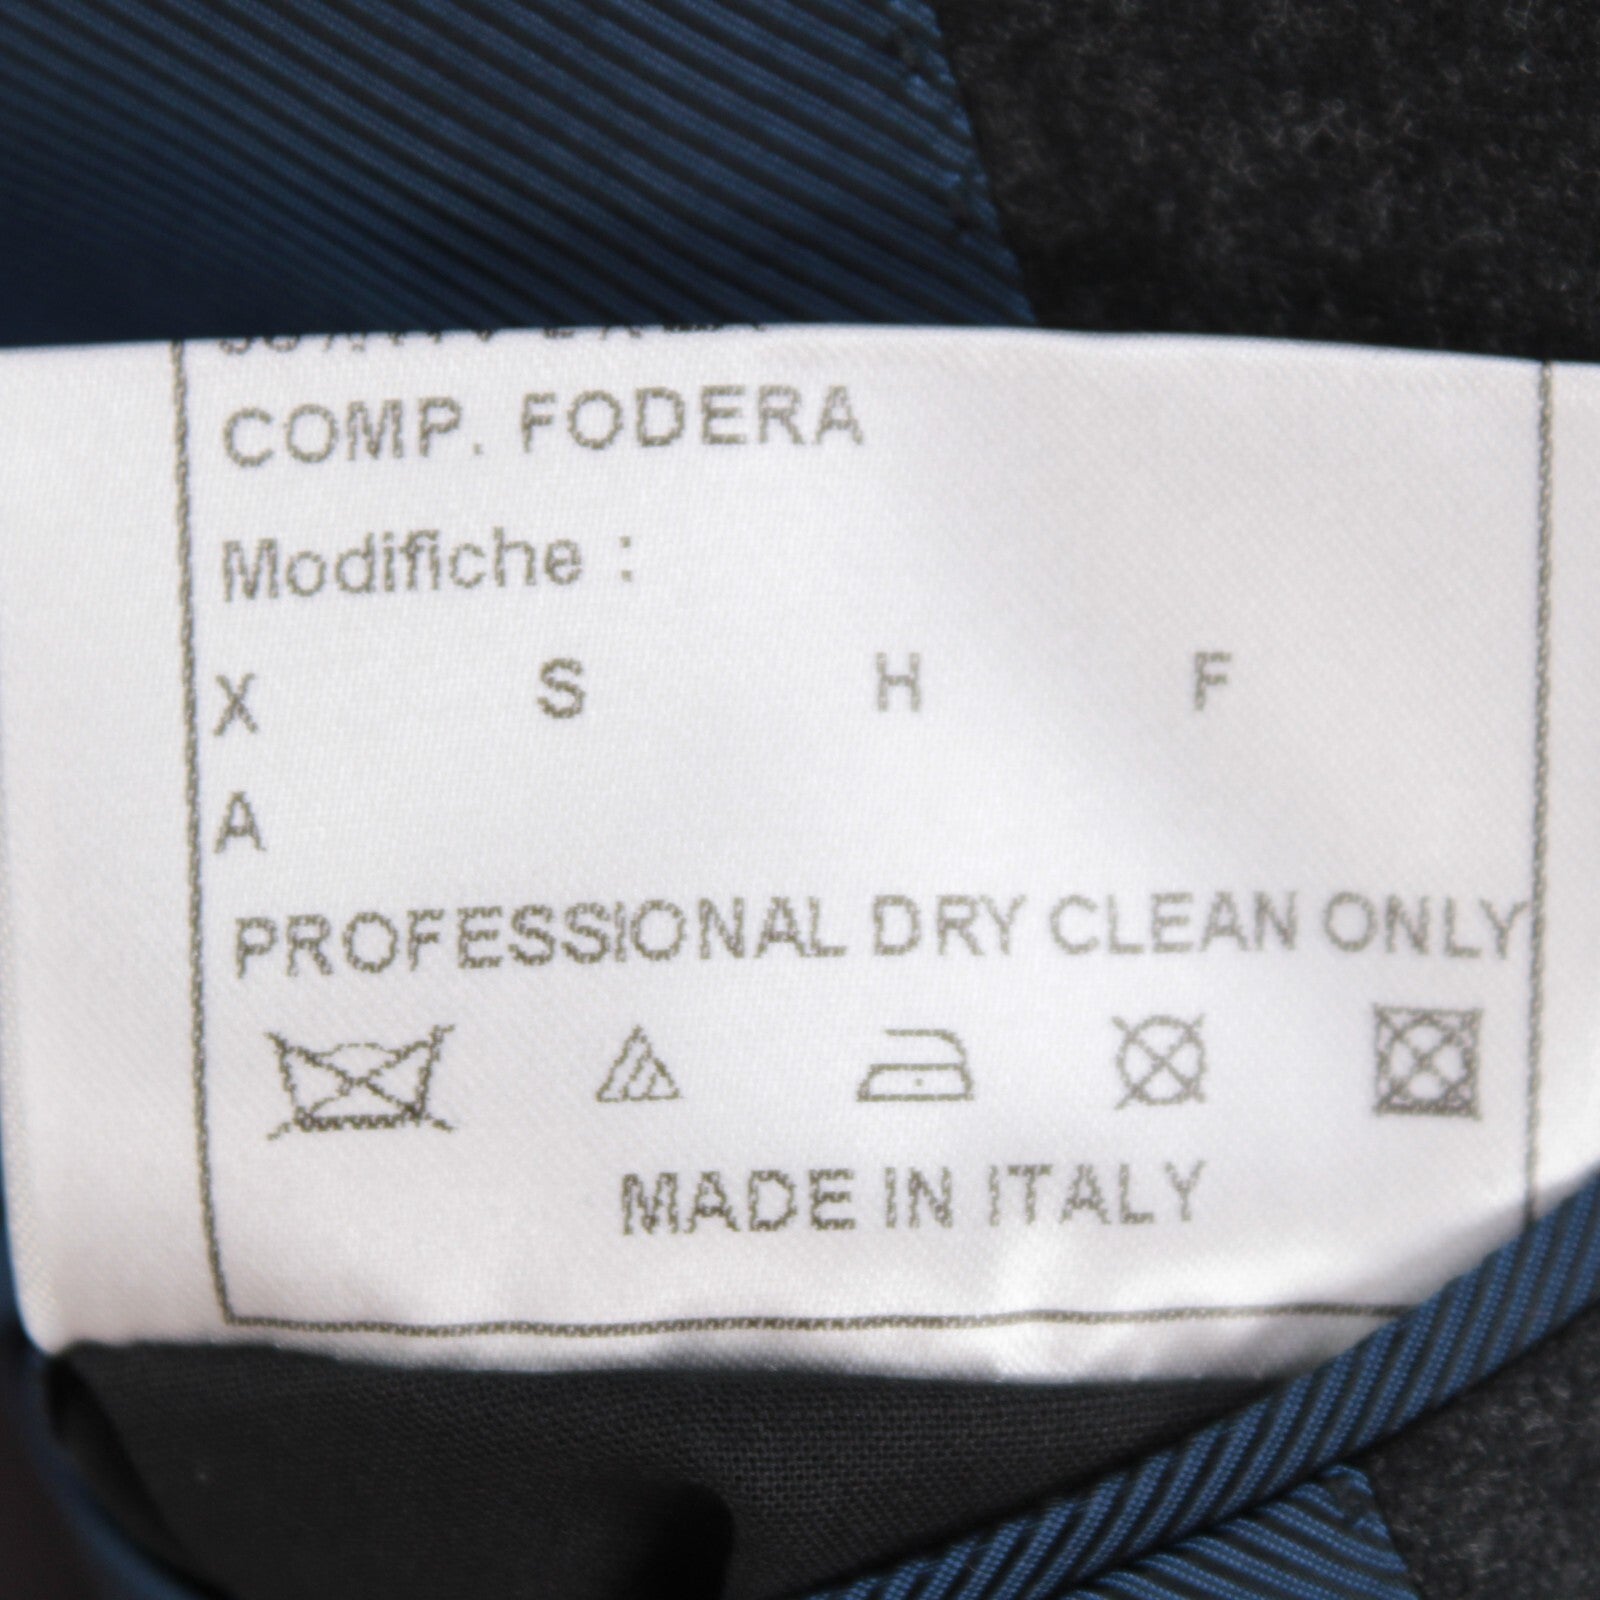 COMP. FODERA
Modifiche :
X S H F
A
PROFESSIONAL DRY CLEAN ONLY
MADE IN ITALY